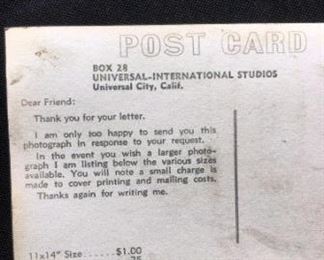 POST CARD
BOX 28
UNIVERSAL-INTERNATIONAL STUDIOS
Universal City, Calif.
Dear Friend:
Thank you for your letter.
I am only too happy to send you this
photograph in response to your request.
In the event you wish a larger photo-
graph I am listing below the various sizes
available. You will note a small charge is
made to cover printing and mailing costs.
Thanks again for writing me.
11x14" Size......$1.00